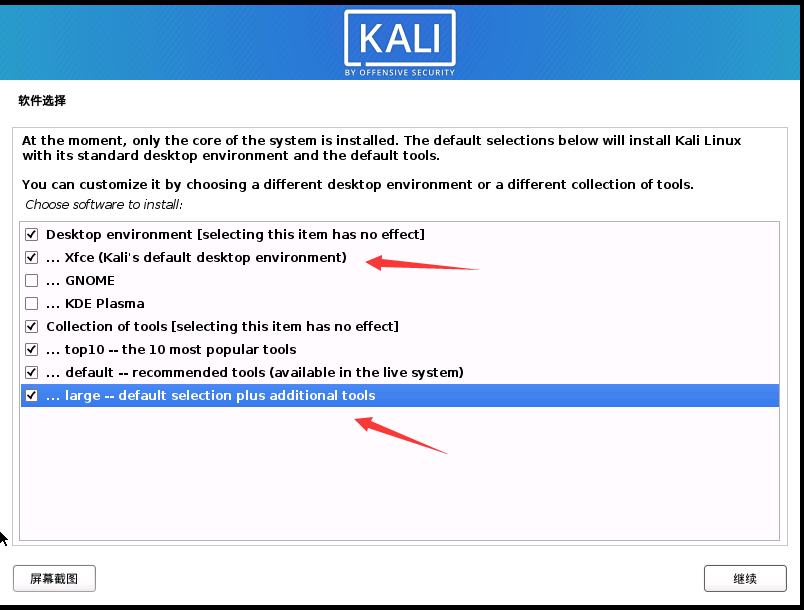 KALI
BY OFFENSIVE SECURITY
软件选择
At the moment, only the core of the system is installed. The default selections below will install Kali Linux
with its standard desktop environment and the default tools.
You can customize it by choosing a different desktop environment or a different collection of tools.
Choose software to install:
Desktop environment [selecting this item has no effect]
... Xfce (Kali's default desktop environment)
... GNOME
... KDE Plasma
Collection of tools [selecting this item has no effect]
... top10 -- the 10 most popular tools
... default -- recommended tools (available in the live system)
... large -- default selection plus additional tools
屏幕截图
继续